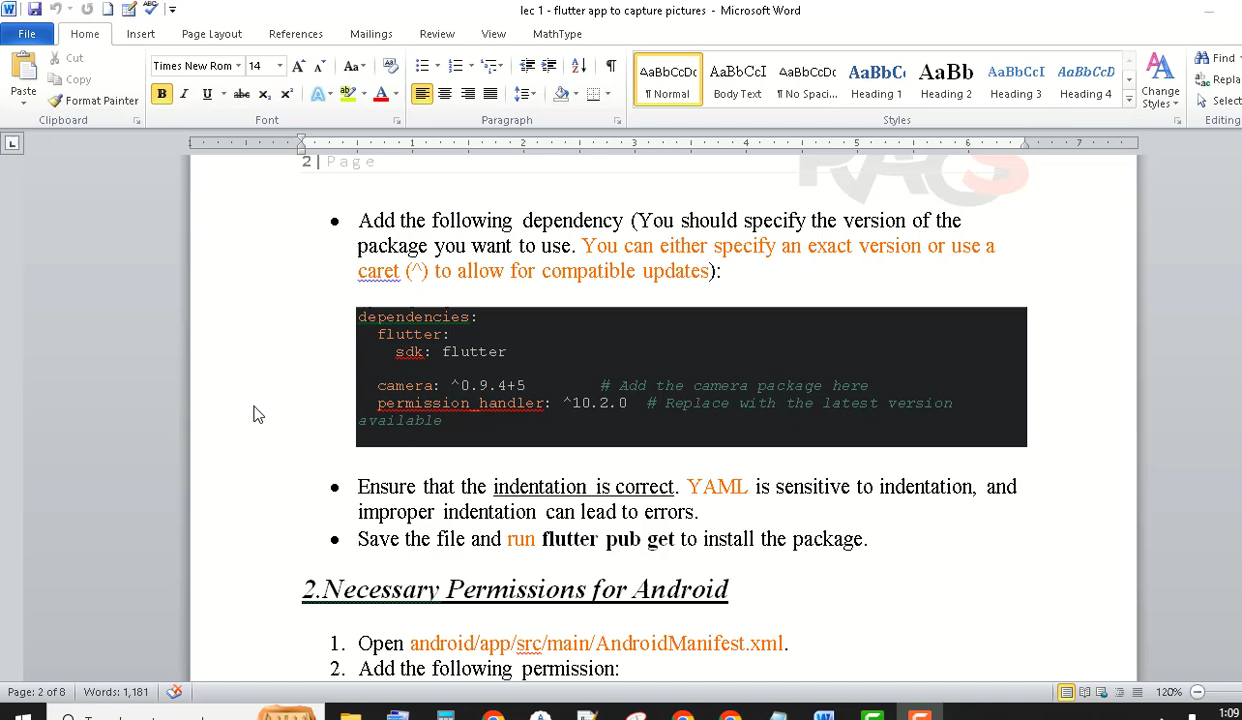 lec 1 - flutter app to capture pictures - Microsoft Word
File Home Insert Page Layout References Mailings Review View MathType
Paste
Cut
Copy
Format Painter
Clipboard
Times New Rom 14
Font
Paragraph
AaBbCcDc AaBbCcI AaBbCcDc AaBbC AaBb AaBbCcI AaBbCcD
¶ Normal Body Text ¶ No Spaci... Heading 1 Heading 2 Heading 3 Heading 4
Change
Styles
Styles
Find
Repla
Select
Editing
2 | Page
RACS
• Add the following dependency (You should specify the version of the
package you want to use. You can either specify an exact version or use a
caret (^) to allow for compatible updates):
dependencies:
flutter:
sdk: flutter
camera: ^0.9.4+5 # Add the camera package here
permission_handler: ^10.2.0 # Replace with the latest version
available
• Ensure that the indentation is correct. YAML is sensitive to indentation, and
improper indentation can lead to errors.
• Save the file and run flutter pub get to install the package.
2.Necessary Permissions for Android
1. Open android/app/src/main/AndroidManifest.xml.
2. Add the following permission:
Page: 2 of 8 Words: 1,181 120%
1:09